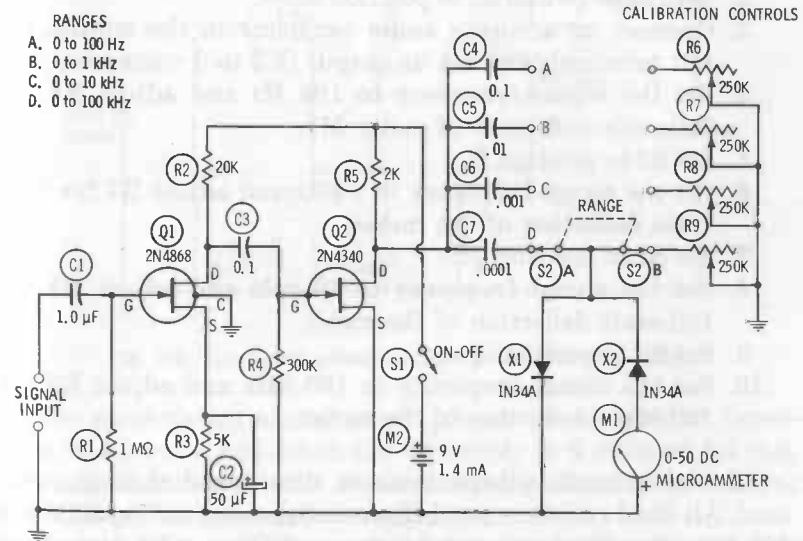 RANGES
A. 0 to 100 Hz
B. 0 to 1 kHz
C. 0 to 10 kHz
D. 0 to 100 kHz
CALIBRATION CONTROLS
C4
0.1
A
R6
250K
C5
.01
B
R7
250K
C6
.001
C
R8
250K
C7
.0001
D
RANGE
S2 A
S2 B
R9
250K
R2
20K
R5
2K
Q1
2N4868
C3
0.1
Q2
2N4340
C1
1.0 μF
G
D
C
S
G
D
R4
300K
S1
ON-OFF
X1
1N34A
X2
1N34A
SIGNAL
INPUT
R1
1 MΩ
R3
5K
C2
+
50 μF
M2
+
9 V
1.4 mA
M1
0-50 DC
MICROAMMETER
+